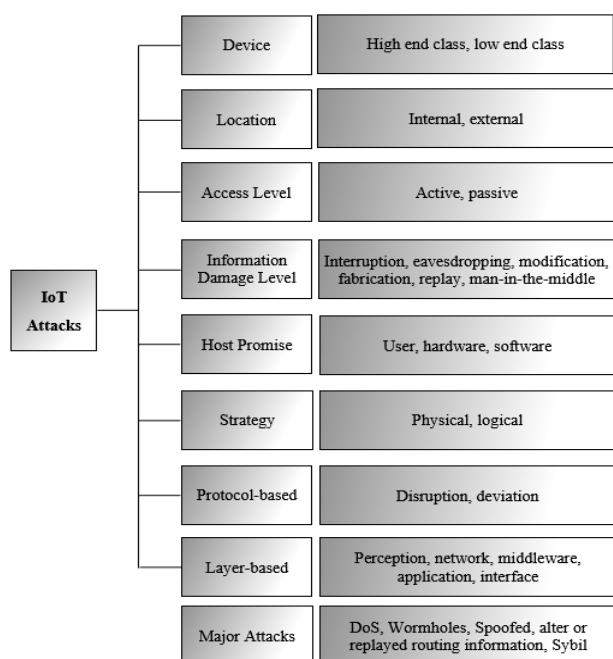 Device
High end class, low end class
Location
Internal, external
Access Level
Active, passive
Information
Damage Level
Interruption, eavesdropping, modification,
fabrication, replay, man-in-the-middle
IoT
Attacks
Host Promise
User, hardware, software
Strategy
Physical, logical
Protocol-based
Disruption, deviation
Layer-based
Perception, network, middleware,
application, interface
Major Attacks
DoS, Wormholes, Spoofed, alter or
replayed routing information, Sybil